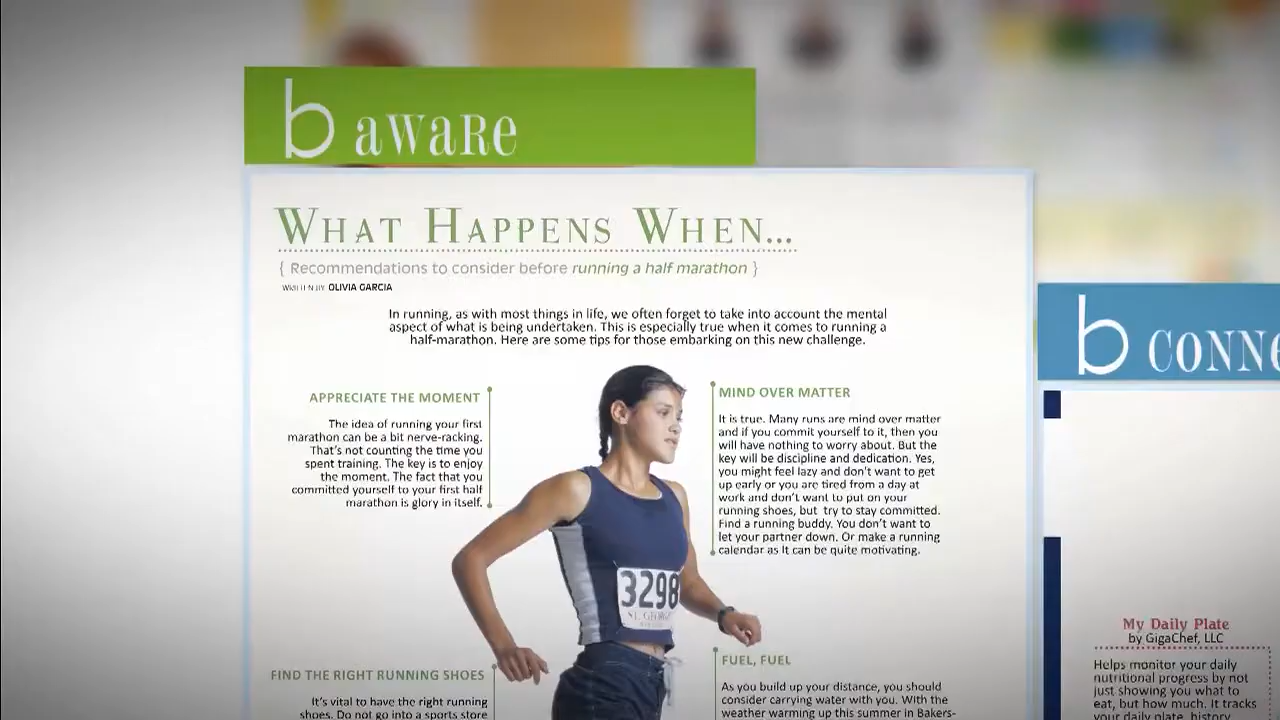 b aware
What Happens When...
{ Recommendations to consider before running a half marathon }
WRITTEN BY OLIVIA GARCIA
In running, as with most things in life, we often forget to take into account the mental
aspect of what is being undertaken. This is especially true when it comes to running a
half-marathon. Here are some tips for those embarking on this new challenge.
APPRECIATE THE MOMENT
The idea of running your first
marathon can be a bit nerve-racking.
That's not counting the time you
spent training. The key is to enjoy
the moment. The fact that you
committed yourself to your first half
marathon is glory in itself.
MIND OVER MATTER
It is true. Many runs are mind over matter
and if you commit yourself to it, then you
will have nothing to worry about. But the
key will be discipline and dedication. Yes,
you might feel lazy and don't want to get
up early or you are tired from a day at
work and don't want to put on your
running shoes, but try to stay committed.
Find a running buddy. You don't want to
let your partner down. Or make a running
calendar as it can be quite motivating.
3298
ST. GEORGE
FIND THE RIGHT RUNNING SHOES
It's vital to have the right running
shoes. Do not go into a sports store
FUEL, FUEL
As you build up your distance, you should
consider carrying water with you. With the
weather warming up this summer in Bakers-
b CONNE
My Daily Plate
by GigaChef, LLC
Helps monitor your daily
nutritional progress by not
just showing you what to
eat, but how much. It tracks
your daily plate, history